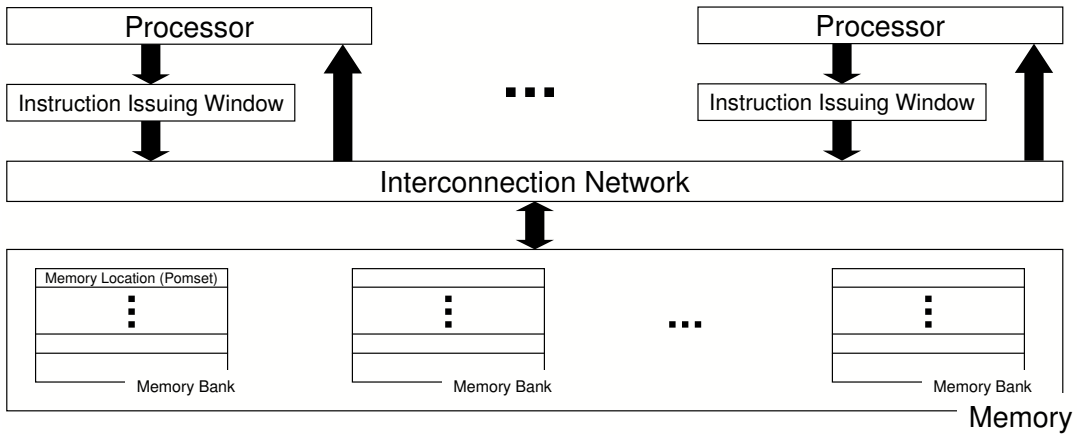 Processor
Processor
Instruction Issuing Window
Instruction Issuing Window
Interconnection Network
Memory Location (Pomset)
Memory Bank
Memory Bank
Memory Bank
Memory